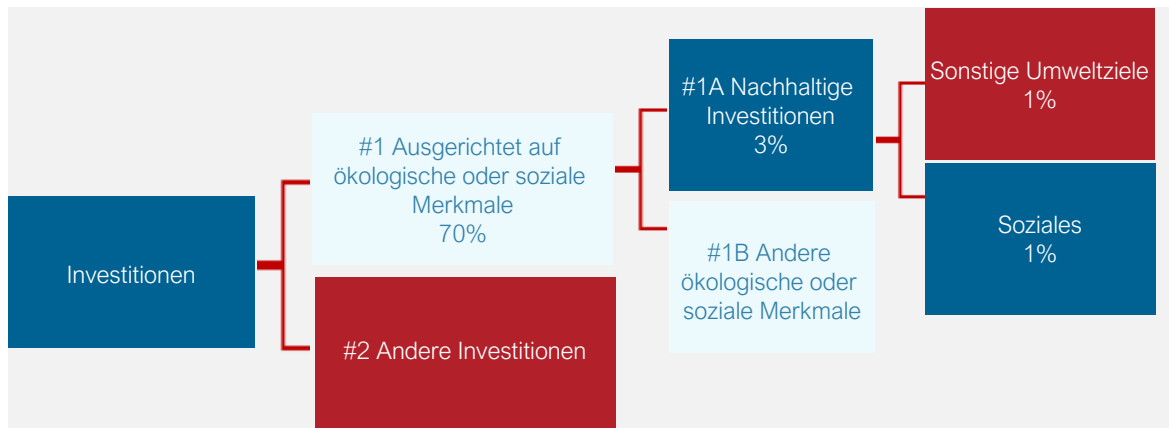 Investitionen
#1 Ausgerichtet auf
ökologische oder soziale
Merkmale
70%
#2 Andere Investitionen
#1A Nachhaltige
Investitionen
3%
#1B Andere
ökologische oder
soziale Merkmale
Sonstige Umweltziele
1%
Soziales
1%